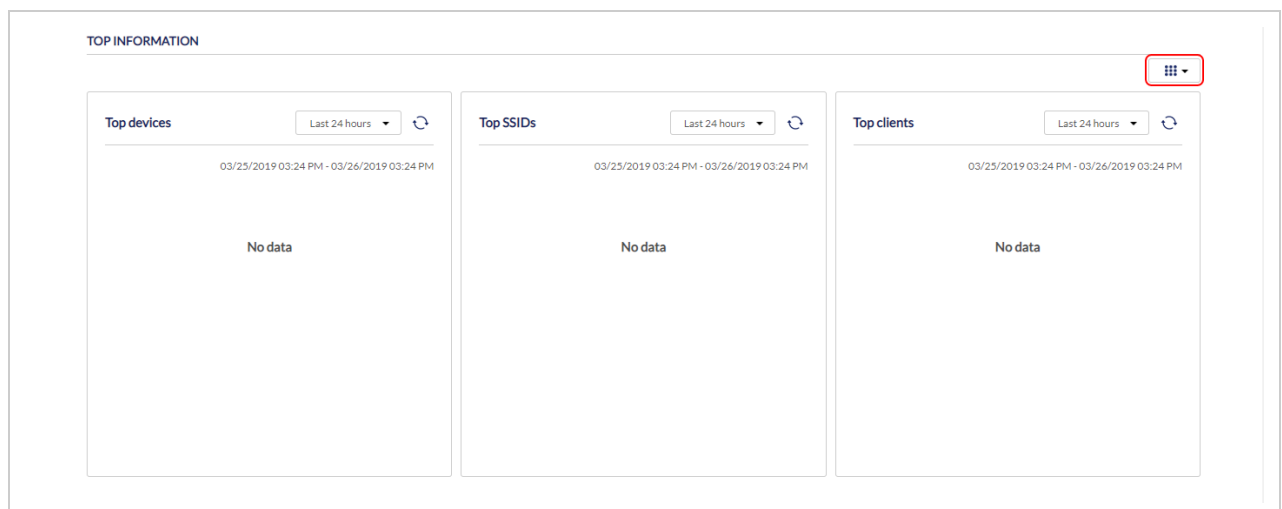 TOP INFORMATION
Top devices
Last 24 hours
03/25/2019 03:24 PM - 03/26/2019 03:24 PM
No data
Top SSIDs
Last 24 hours
03/25/2019 03:24 PM - 03/26/2019 03:24 PM
No data
Top clients
Last 24 hours
03/25/2019 03:24 PM - 03/26/2019 03:24 PM
No data